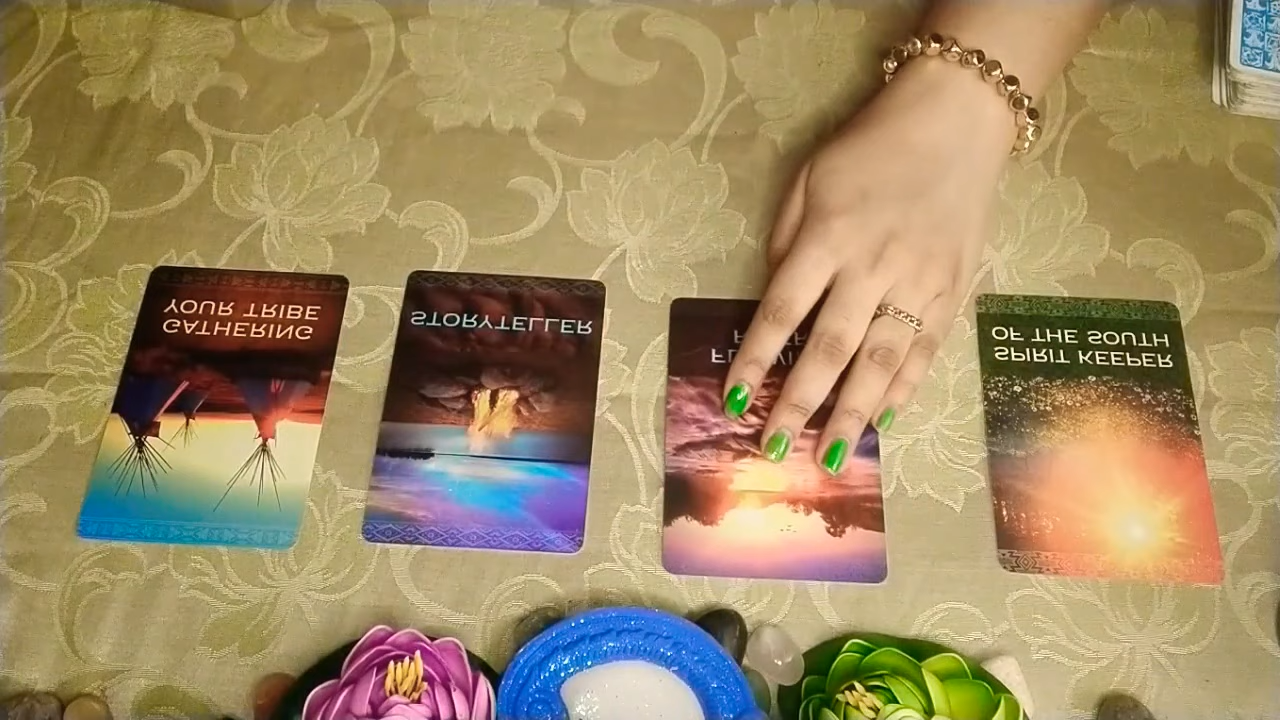 GATHERING
YOUR TRIBE
STORYTELLER
SPIRIT KEEPER
OF THE SOUTH